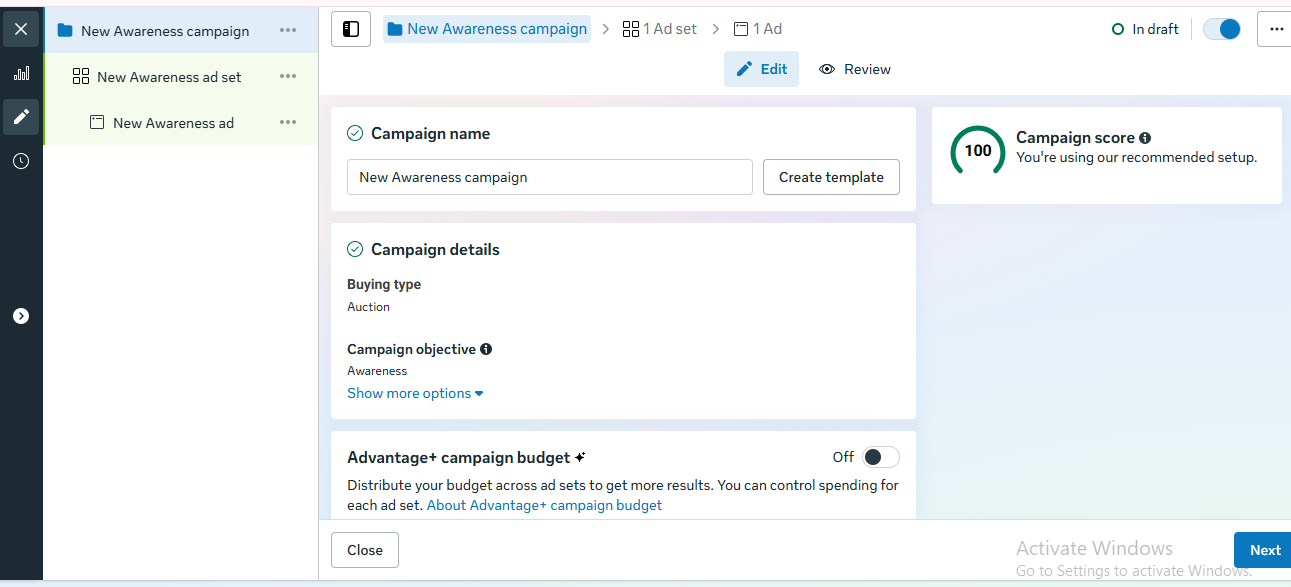 New Awareness campaign
New Awareness ad set
New Awareness ad
New Awareness campaign
1 Ad set
1 Ad
In draft
Edit
Review
Campaign name
New Awareness campaign
Create template
100
Campaign score
You're using our recommended setup.
Campaign details
Buying type
Auction
Campaign objective
Awareness
Show more options
Advantage+ campaign budget
Off
Distribute your budget across ad sets to get more results. You can control spending for
each ad set. About Advantage+ campaign budget
Close
Activate Windows
Go to Settings to activate Windows.
Next